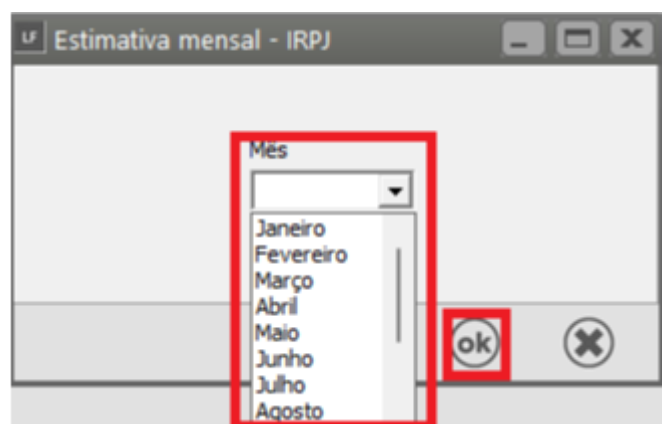 LF Estimativa mensal - IRPJ
Mês
Janeiro
Fevereiro
Março
Abril
Maio
Junho
Julho
Agosto
ok